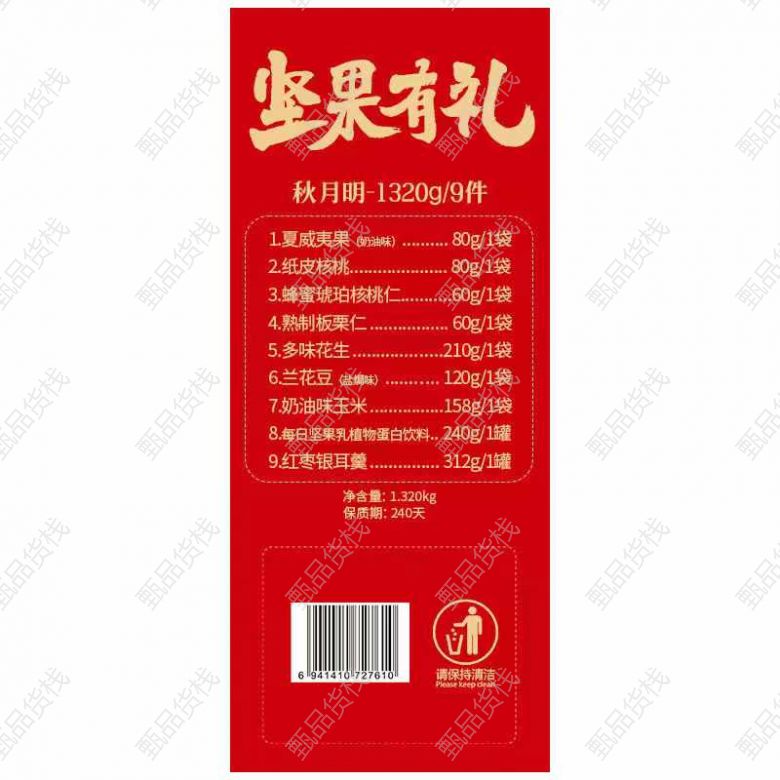 坚果有礼
秋月明-1320g/9件
1.夏威夷果(奶油味)..........80g/1袋
2.纸皮核桃.....................80g/1袋
3.蜂蜜琥珀核桃仁..........60g/1袋
4.熟制板栗仁.................60g/1袋
5.多味花生...................210g/1袋
6.兰花豆(盐焗味)............120g/1袋
7.奶油味玉米...............158g/1袋
8.每日坚果乳植物蛋白饮料..240g/1罐
9.红枣银耳羹...............312g/1罐
净含量: 1.320kg
保质期: 240天
6 941410 727610
请保持清洁
Please keep clean
甄品货栈